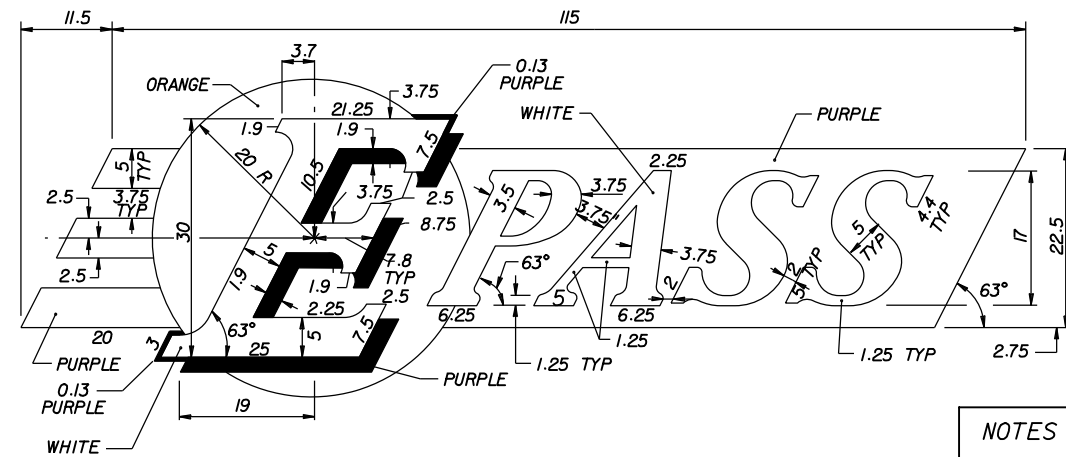 11.5
115
3.7
ORANGE
0.13
PURPLE
3.75
21.25
WHITE
PURPLE
1.9
1.9
7.5
5
TYP
20 R
10.5
2.25
2.5
3.75
TYP
3.75
2.5
3.5
3.75
4.4
TYP
30
8.75
3.75"
5
TYP
17
22.5
2.5
5
1.9
1.9
7.8
TYP
63°
3.75
2
2 TYP
5
63°
2.25
2.5
5
6.25
6.25
20
63°
25
5
7.5
1.25
1.25 TYP
1.25 TYP
2.75
3
PURPLE
0.13
PURPLE
PURPLE
19
WHITE
E PASS
NOTES